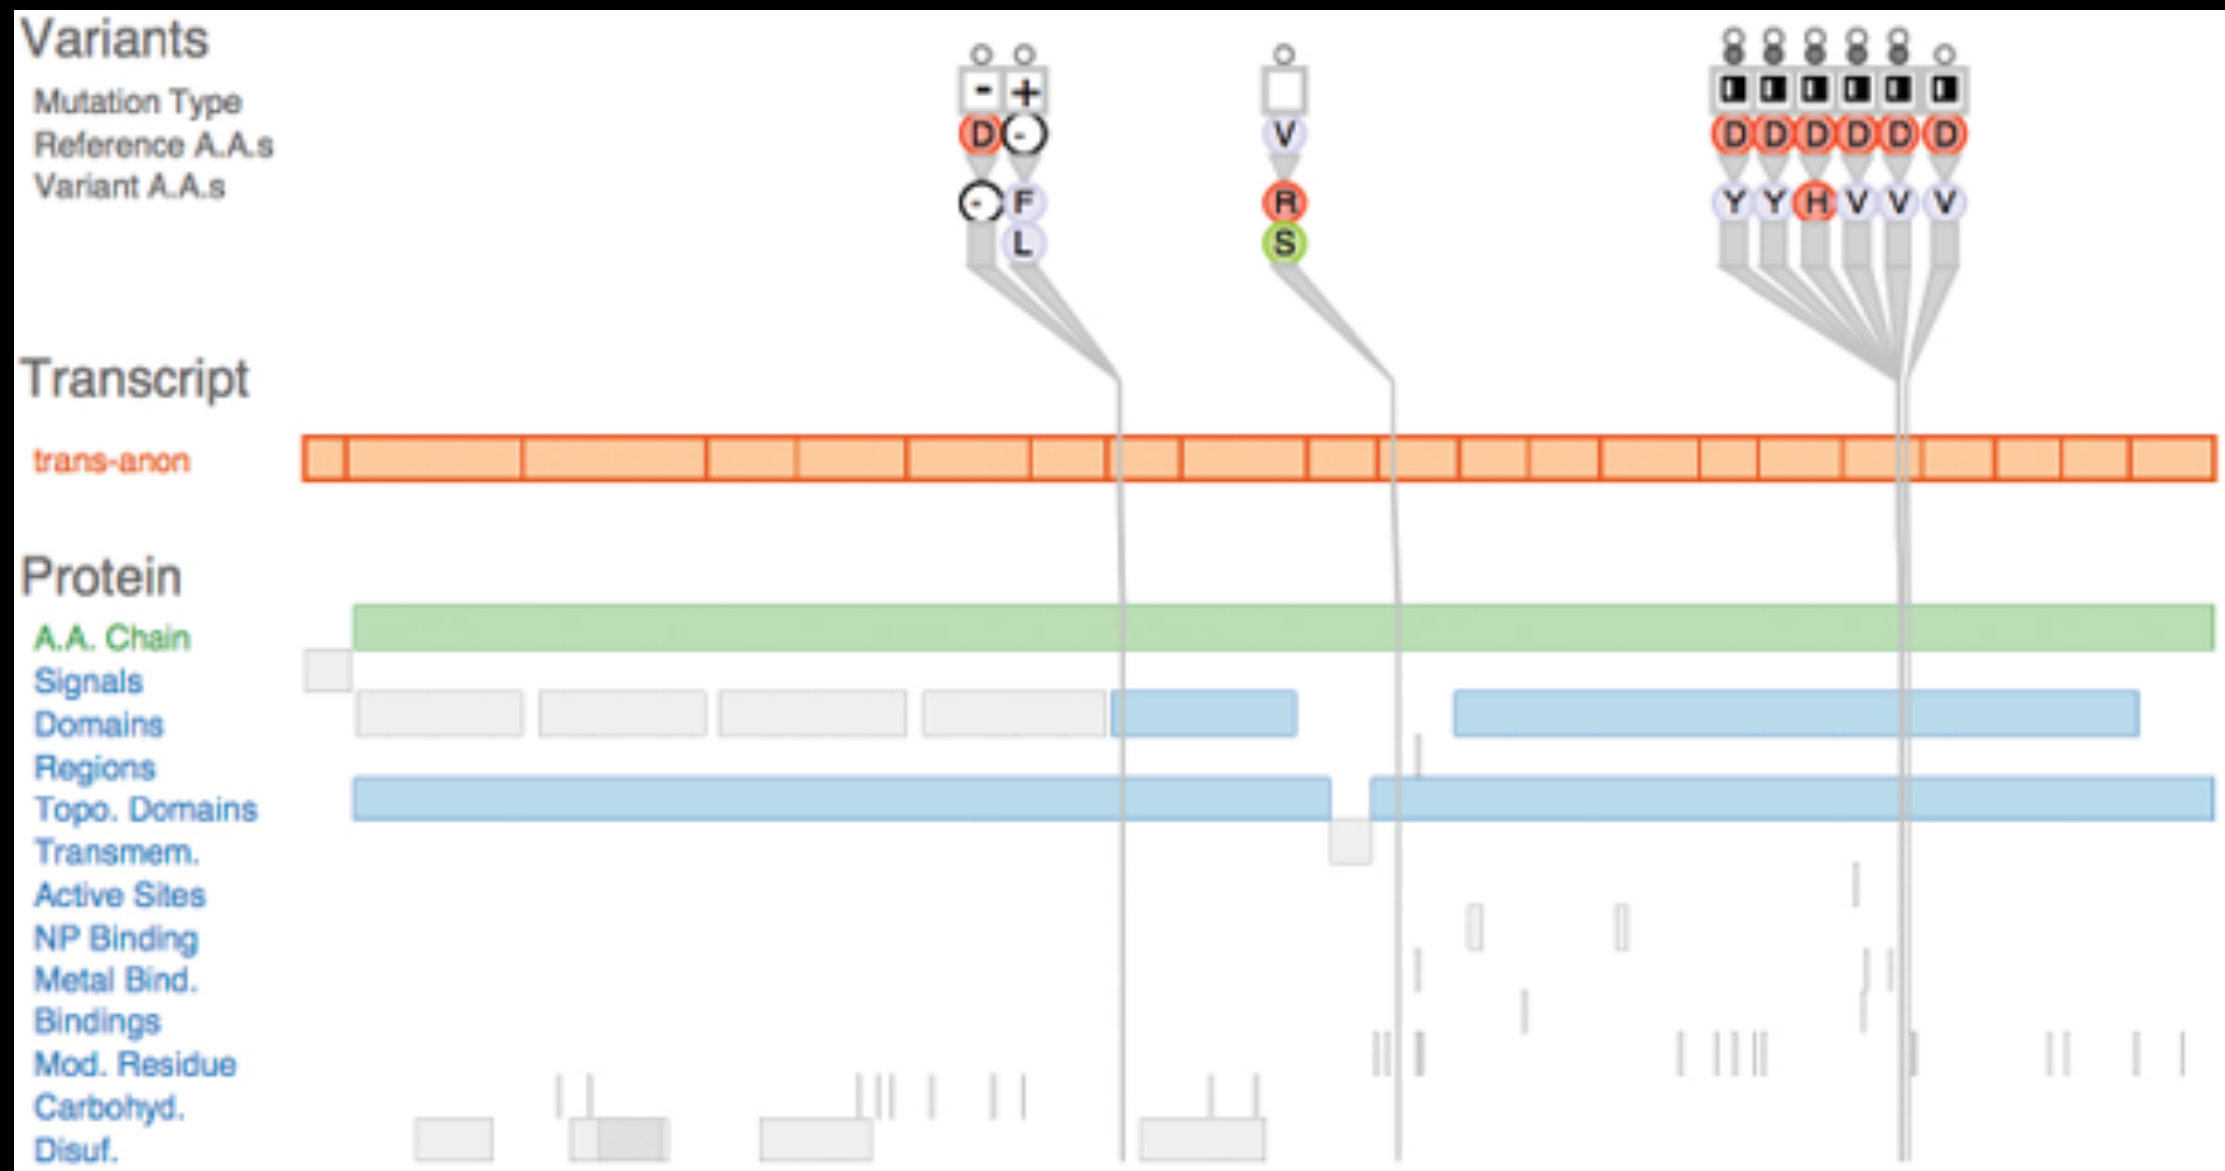 Variants
Mutation Type
- +
Reference A.A.s
D - V D D D D D D
Variant A.A.s
- F R Y Y H V V V
L S
Transcript
trans-anon
Protein
A.A. Chain
Signals
Domains
Regions
Topo. Domains
Transmem.
Active Sites
NP Binding
Metal Bind.
Bindings
Mod. Residue
Carbohyd.
Disuf.